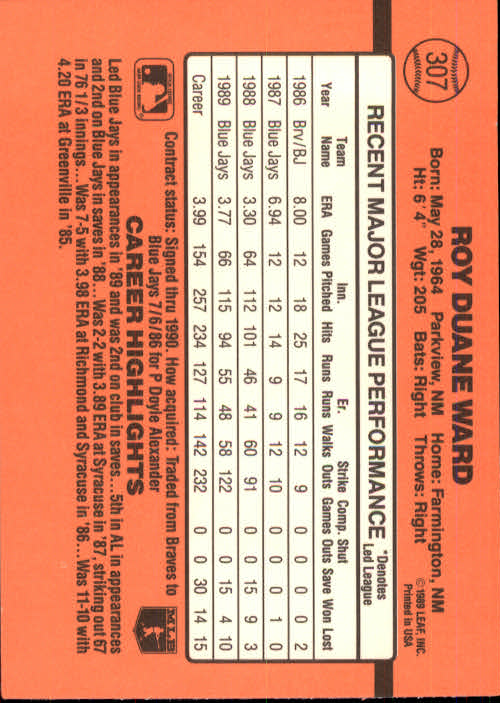 307
ROY DUANE WARD
Born: May 28, 1964 Parkview, NM Home: Farmington, NM
Ht: 6'4" Wgt: 205 Bats: Right Throws: Right
©1989 LEAF, INC.
Printed in USA
RECENT MAJOR LEAGUE PERFORMANCE *Denotes Led League
Year Team Name ERA Games Inn. Pitched Hits Runs Er. Runs Walks Strike Outs Comp. Games Shut Outs Save Won Lost
1986 Brv/BJ 8.00 12 18 25 17 16 12 9 0 0 0 0 2
1987 Blue Jays 6.94 12 12 14 9 9 12 10 0 0 0 1 0
1988 Blue Jays 3.30 64 112 101 46 41 60 91 0 0 15 9 3
1989 Blue Jays 3.77 66 115 94 55 48 58 122 0 0 15 4 10
Career 3.99 154 257 234 127 114 142 232 0 0 30 14 15
Contract status: Signed thru 1990. How acquired: Traded from Braves to
Blue Jays 7/6/86 for P Doyle Alexander
CAREER HIGHLIGHTS
MLB
Led Blue Jays in appearances in '89 and was 2nd on club in saves...5th in AL in appearances
and 2nd on Blue Jays in saves in '88...Was 2-2 with 3.89 ERA at Syracuse in '87, striking out 67
in 76 1/3 innings...Was 7-5 with 3.98 ERA at Richmond and Syracuse in '86...Was 11-10 with
4.20 ERA at Greenville in '85.